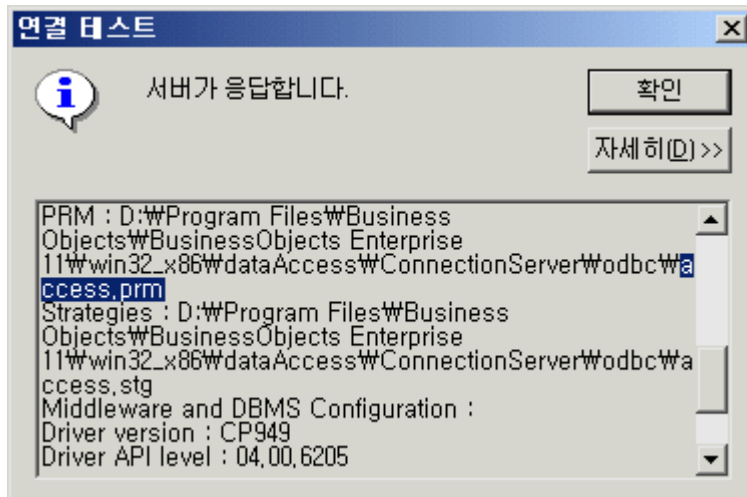 연결 테스트
서버가 응답합니다.
확인
자세히(D) >>
PRM : D:₩Program Files₩Business
Objects₩BusinessObjects Enterprise
11₩win32_x86₩dataAccess₩ConnectionServer₩odbc₩a
ccess.prm
Strategies : D:₩Program Files₩Business
Objects₩BusinessObjects Enterprise
11₩win32_x86₩dataAccess₩ConnectionServer₩odbc₩a
ccess.stg
Middleware and DBMS Configuration :
Driver version : CP949
Driver API level : 04.00.6205